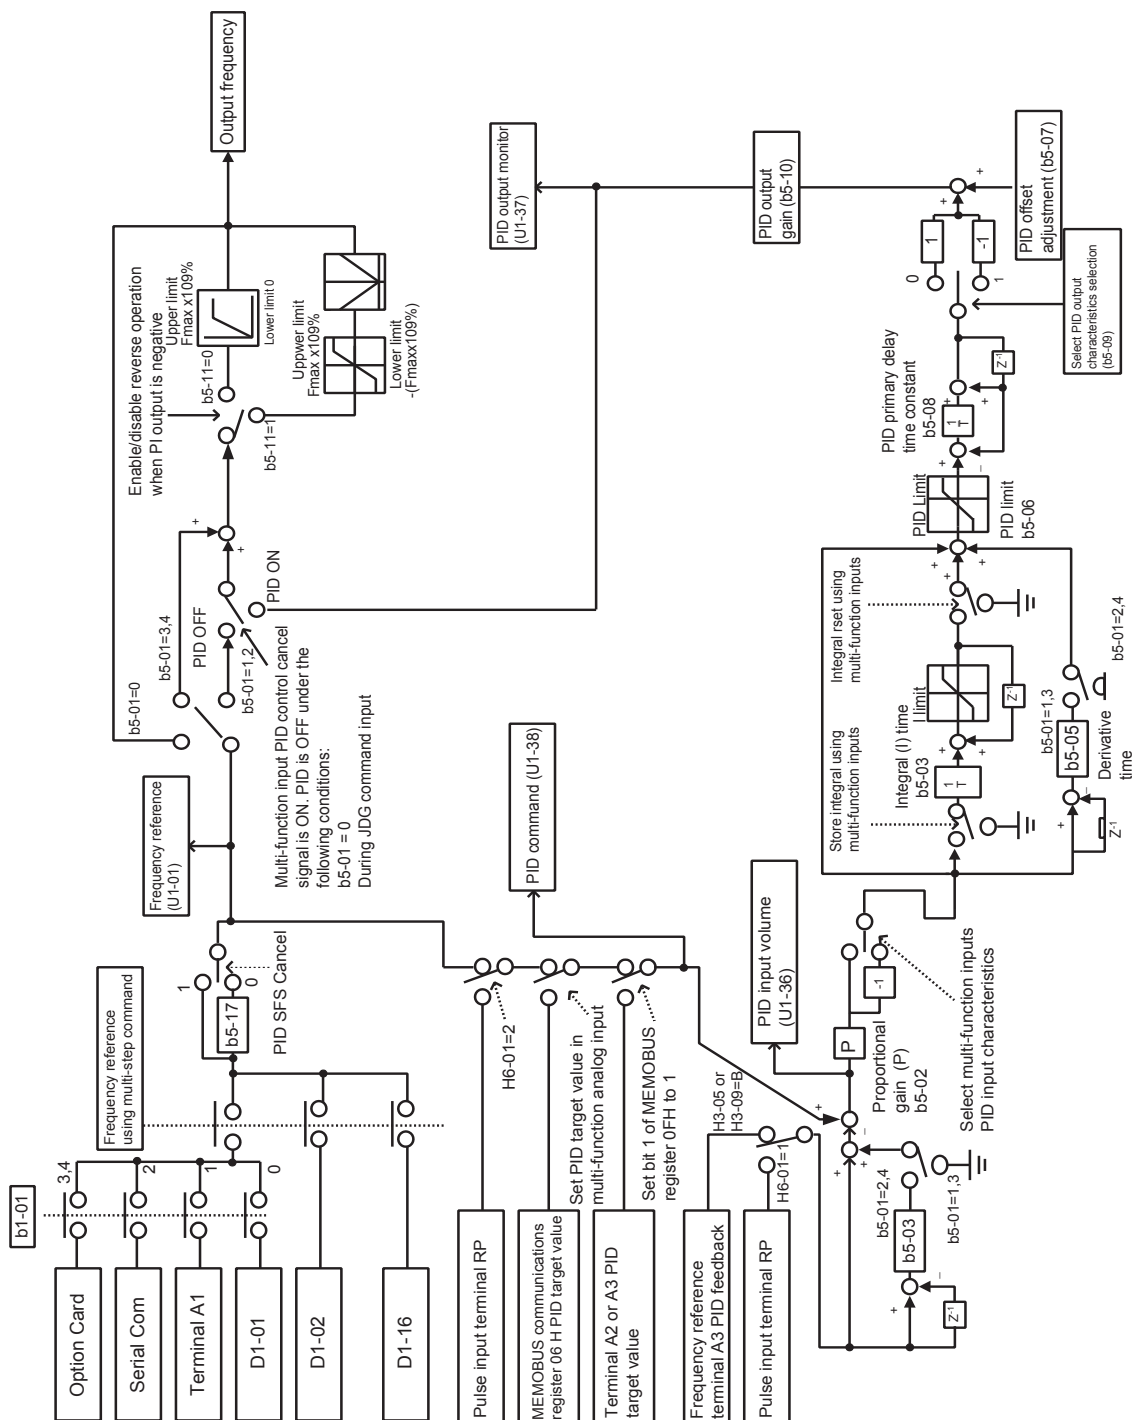 Output frequency
Enable/disable reverse operation
when PI output is negative
Upper limit
Fmax x109%
Lower limit 0
b5-11=0
b5-11=1
Uppwer limit
Fmax x109%
Lower limit
-(Fmaxx109%)
b5-01=0
b5-01=3,4
+
+
PID OFF
b5-01=1,2
PID ON
Multi-function input PID control cancel
signal is ON. PID is OFF under the
following conditions:
b5-01 = 0
During JDG command input
Frequency reference
(U1-01)
Frequency reference
using multi-step command
1
0
b5-17
PID SFS Cancel
b1-01
3,4
2
1
0
Option Card
Serial Com
Terminal A1
D1-01
D1-02
D1-16
PID output monitor
(U1-37)
PID command (U1-38)
H6-01=2
Set PID target value in
multi-function analog input
Set bit 1 of MEMOBUS
register 0FH to 1
Pulse input terminal RP
MEMOBUS communications
register 06 H PID target value
Terminal A2 or A3 PID
target value
Frequency reference
terminal A3 PID feedback
Pulse input terminal RP
H3-05 or
H3-09=B
H6-01=1
PID input volume
(U1-36)
+
−
+
+
P
-1
Proportional
gain (P)
b5-02
Select multi-function inputs
PID input characteristics
b5-01=2,4
b5-03
b5-01=1,3
+
−
Z-1
PID output
gain (b5-10)
+
+
1
-1
0
1
PID offset
adjustment (b5-07)
Select PID output
characteristics selection
(b5-09)
PID primary delay
time constant
b5-08
1
T
+
+
+
−
Z-1
PID Limit
PID limit
b5-06
+
+
+
Integral rset using
multi-function inputs
Store integral using
multi-function inputs
I limit
Integral (I) time
b5-03
1
T
+
+
Z-1
b5-01=1,3
b5-05
b5-01=2,4
Derivative
time
+
−
Z-1